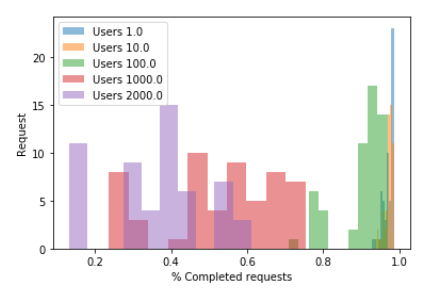 Users 1.0
Users 10.0
Users 100.0
Users 1000.0
Users 2000.0
Request
20
15
10
5
0
0.2 0.4 0.6 0.8 1.0
% Completed requests